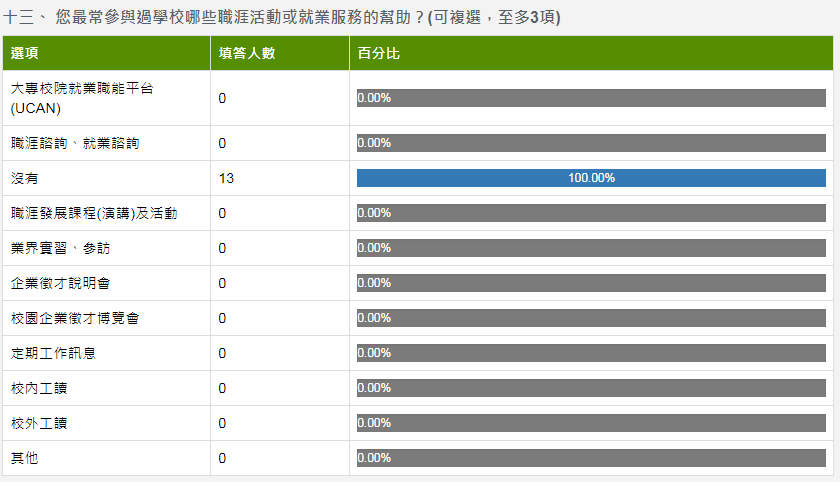 十三、 您最常參與過學校哪些職涯活動或就業服務的幫助？(可複選，至多3項)
選項 填答人數 百分比
大專校院就業職能平台
(UCAN) 0 0.00%
職涯諮詢、就業諮詢 0 0.00%
沒有 13 100.00%
職涯發展課程(演講)及活動 0 0.00%
業界實習、參訪 0 0.00%
企業徵才說明會 0 0.00%
校園企業徵才博覽會 0 0.00%
定期工作訊息 0 0.00%
校內工讀 0 0.00%
校外工讀 0 0.00%
其他 0 0.00%